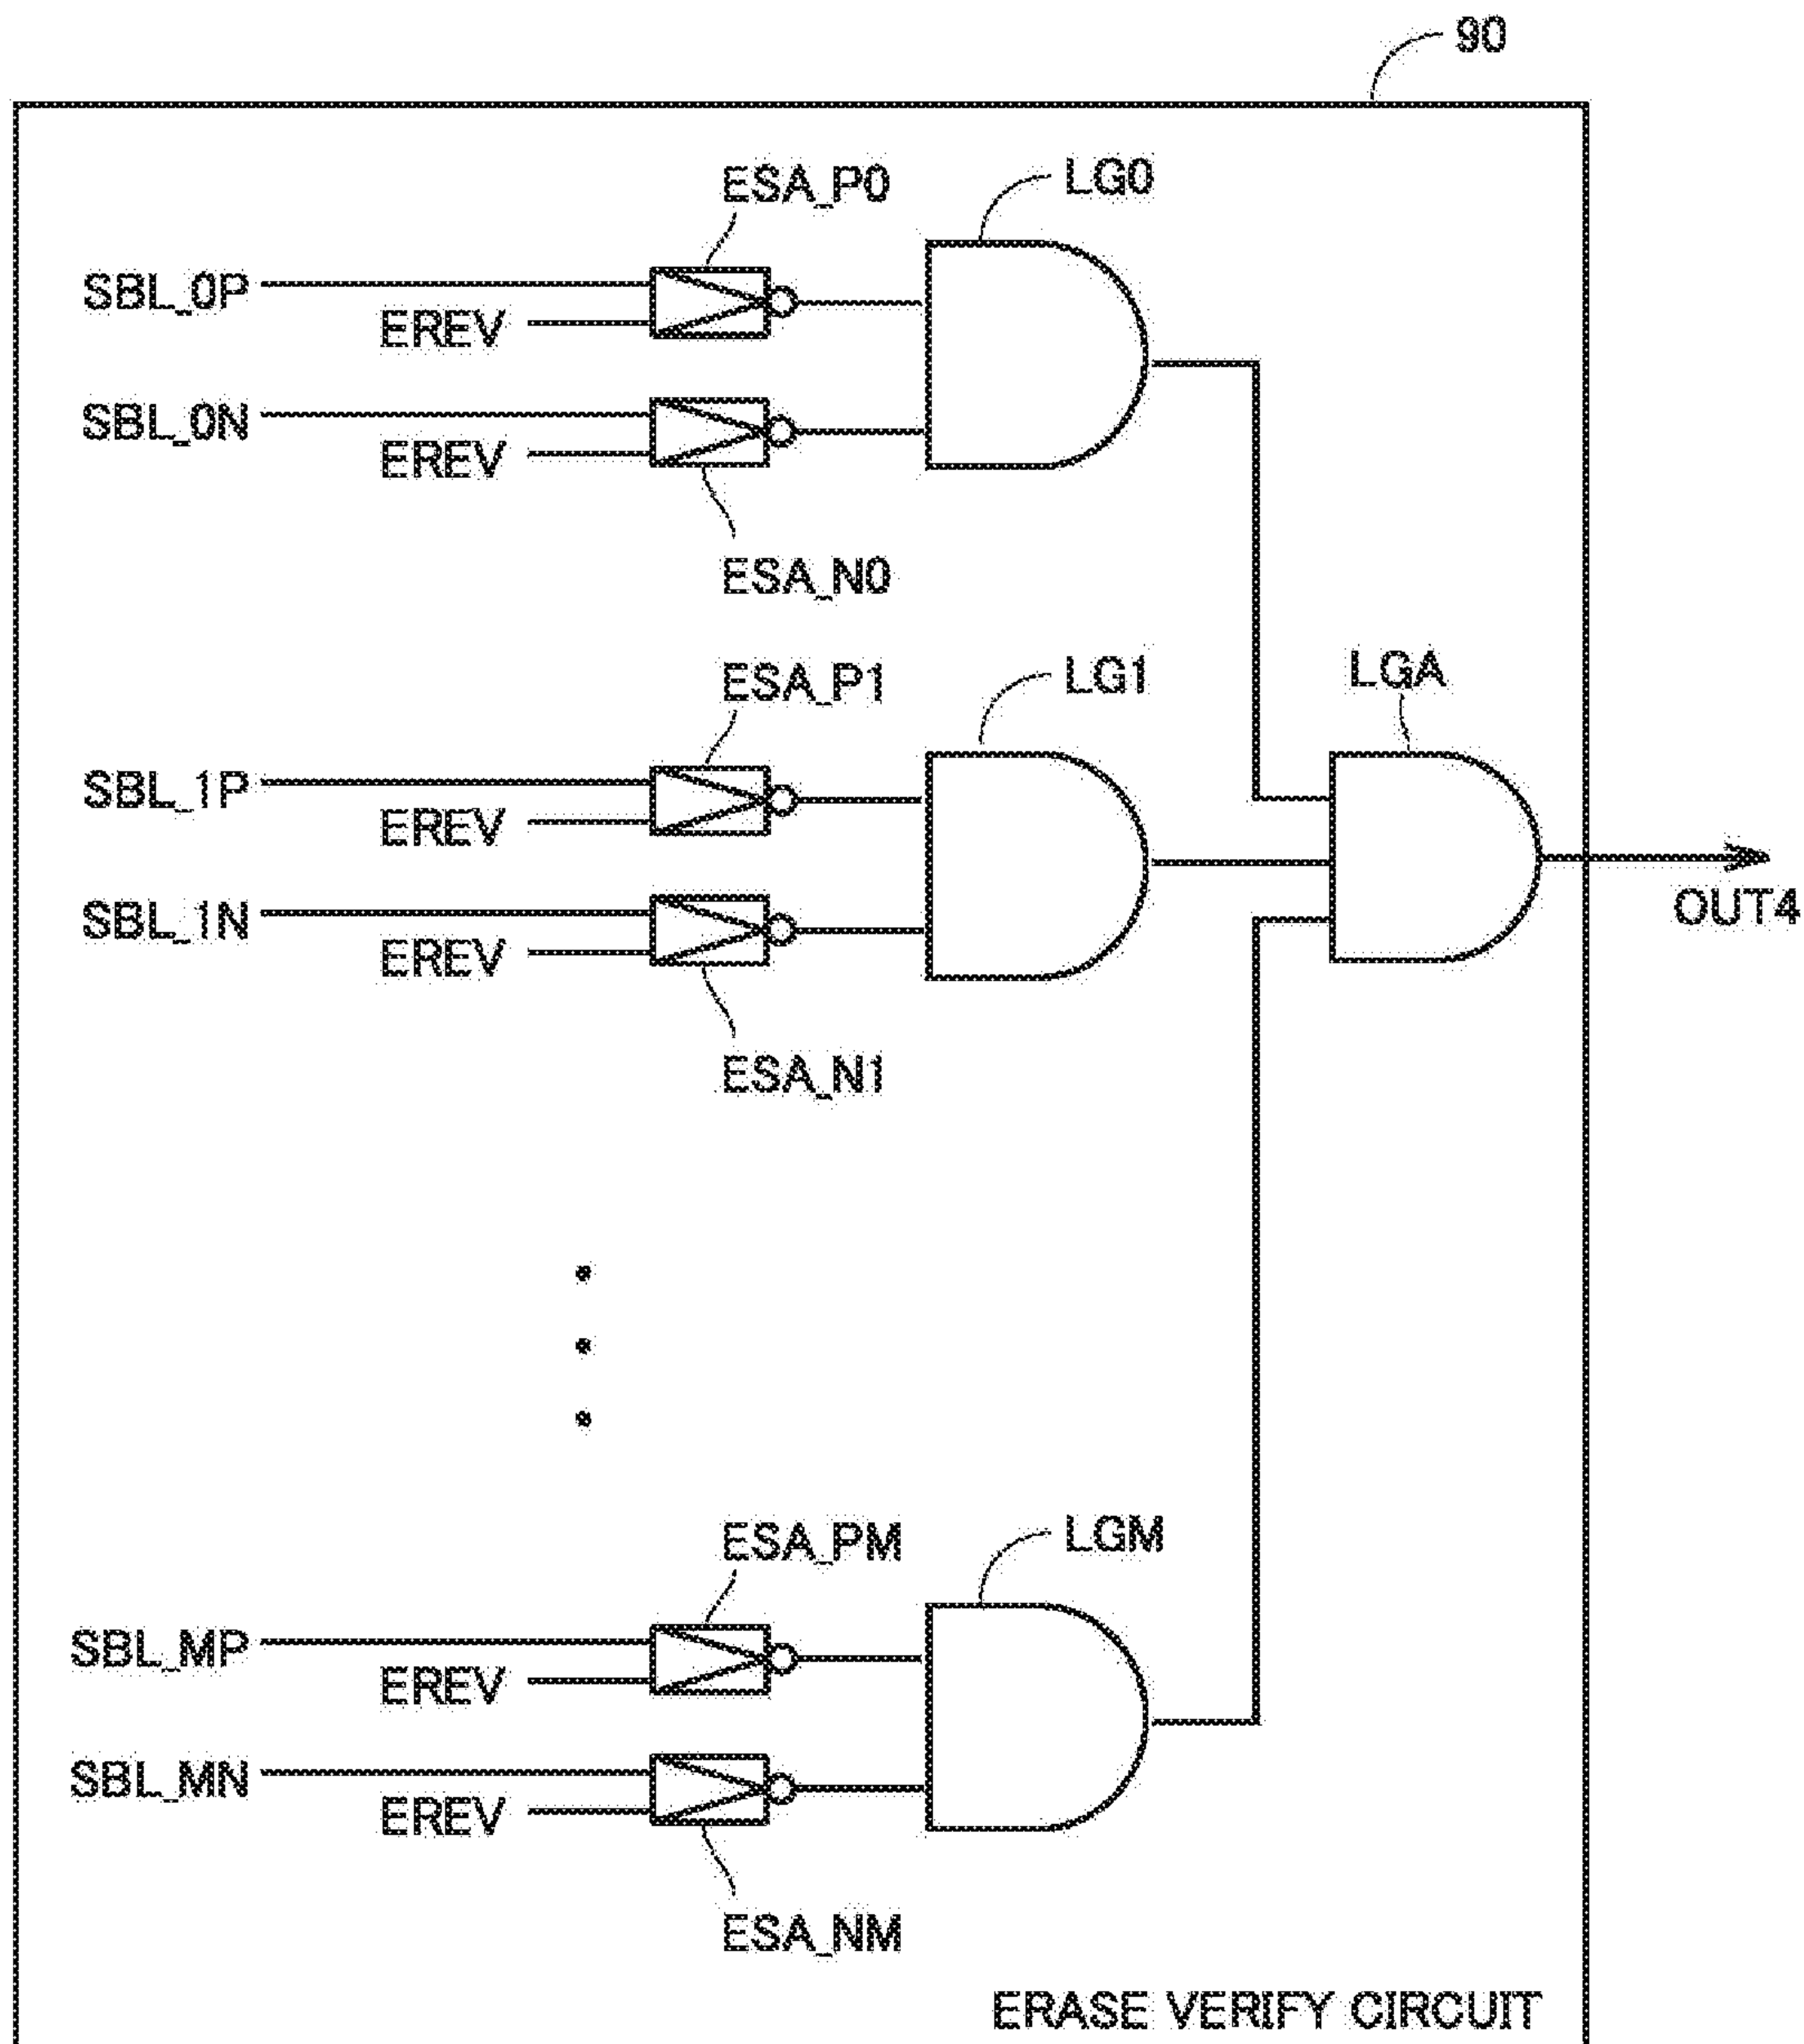 90
ESA_P0
LG0
SBL_0P
EREV
SBL_0N
EREV
ESA_N0
ESA_P1
LG1
LGA
SBL_1P
EREV
SBL_1N
EREV
OUT4
ESA_N1
ESA_PM
LGM
SBL_MP
EREV
SBL_MN
EREV
ESA_NM
ERASE VERIFY CIRCUIT